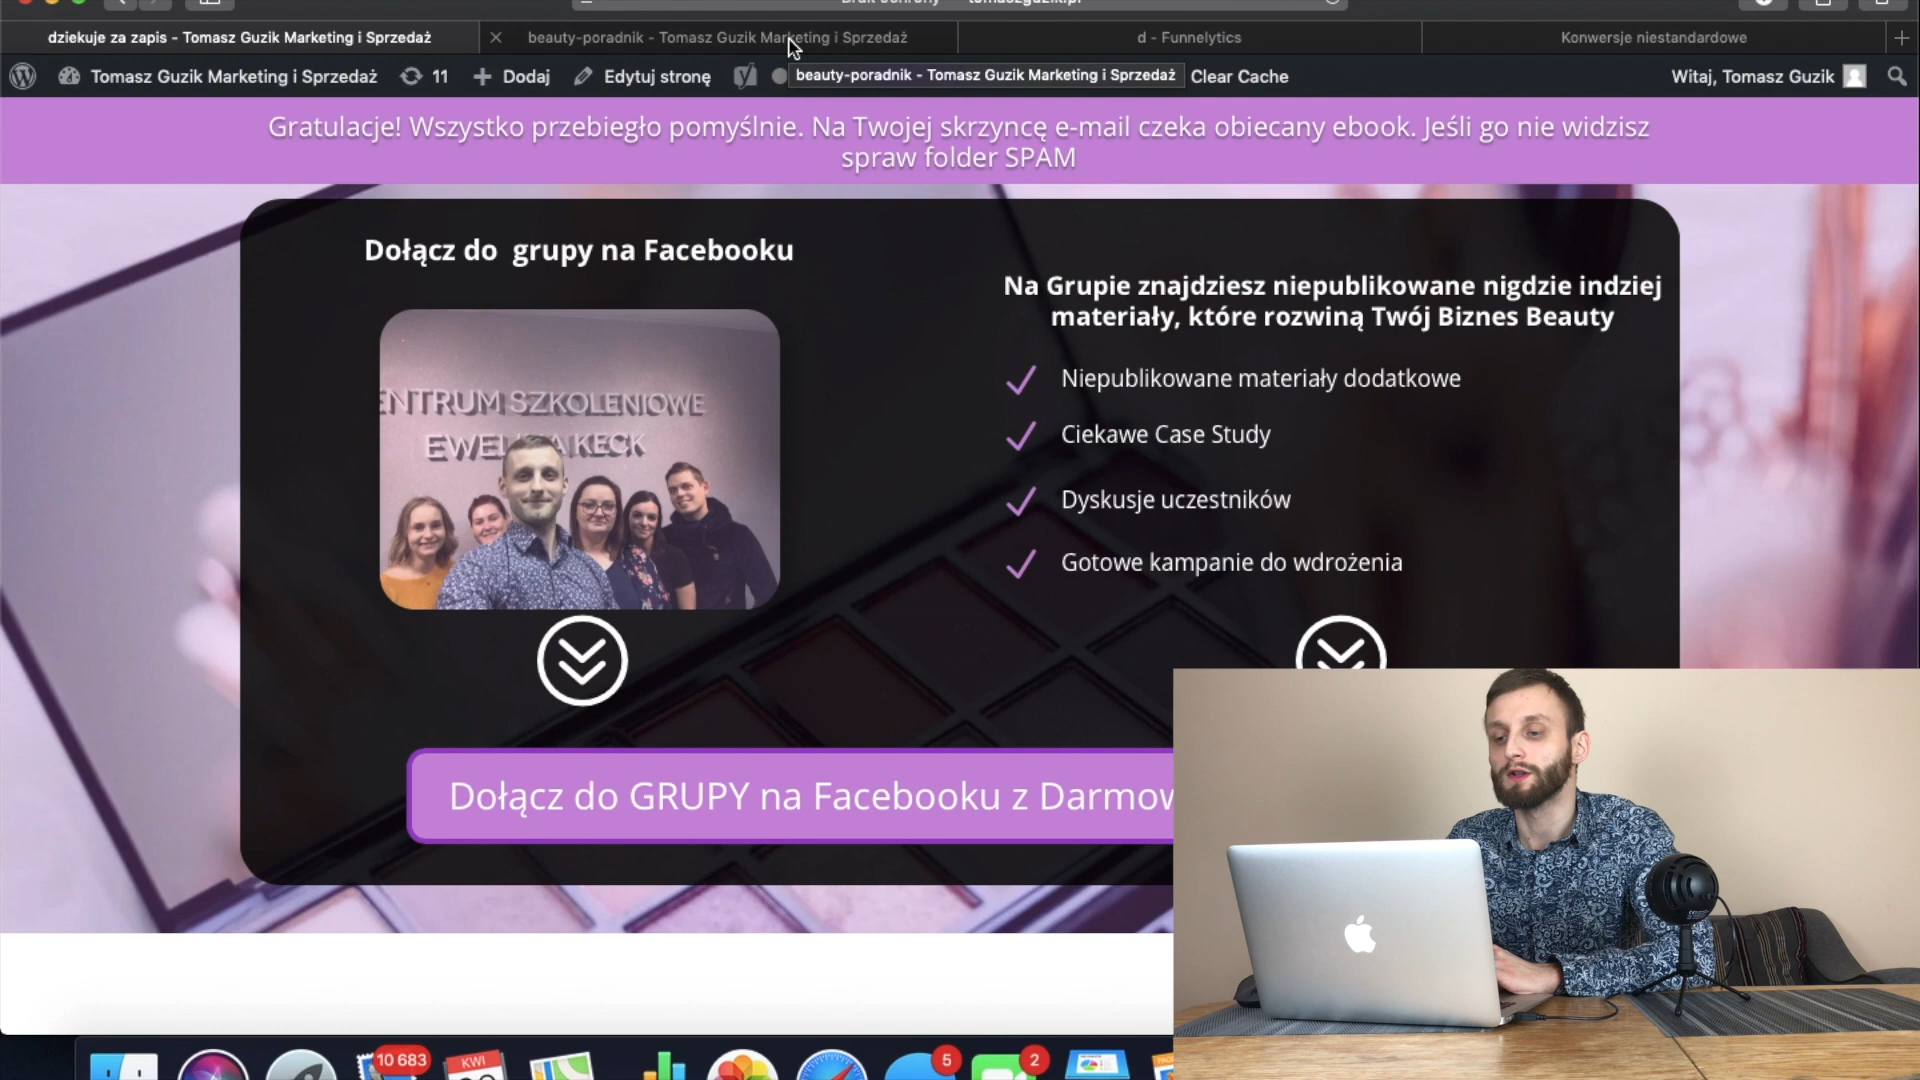 dziekuje za zapis - Tomasz Guzik Marketing i Sprzedaż
beauty-poradnik - Tomasz Guzik Marketing i Sprzedaż
d - Funnelytics
Konwersje niestandardowe
Tomasz Guzik Marketing i Sprzedaż
11
Dodaj
Edytuj stronę
beauty-poradnik - Tomasz Guzik Marketing i Sprzedaż
Clear Cache
Witaj, Tomasz Guzik
Gratulacje! Wszystko przebiegło pomyślnie. Na Twojej skrzyncę e-mail czeka obiecany ebook. Jeśli go nie widzisz
spraw folder SPAM
Dołącz do grupy na Facebooku
ENTRUM SZKOLENIOWE
KECK
Na Grupie znajdziesz niepublikowane nigdzie indziej
materiały, które rozwiną Twój Biznes Beauty
Niepublikowane materiały dodatkowe
Ciekawe Case Study
Dyskusje uczestników
Gotowe kampanie do wdrożenia
Dołącz do GRUPY na Facebooku z Darmow
10 683
KWI
5
2